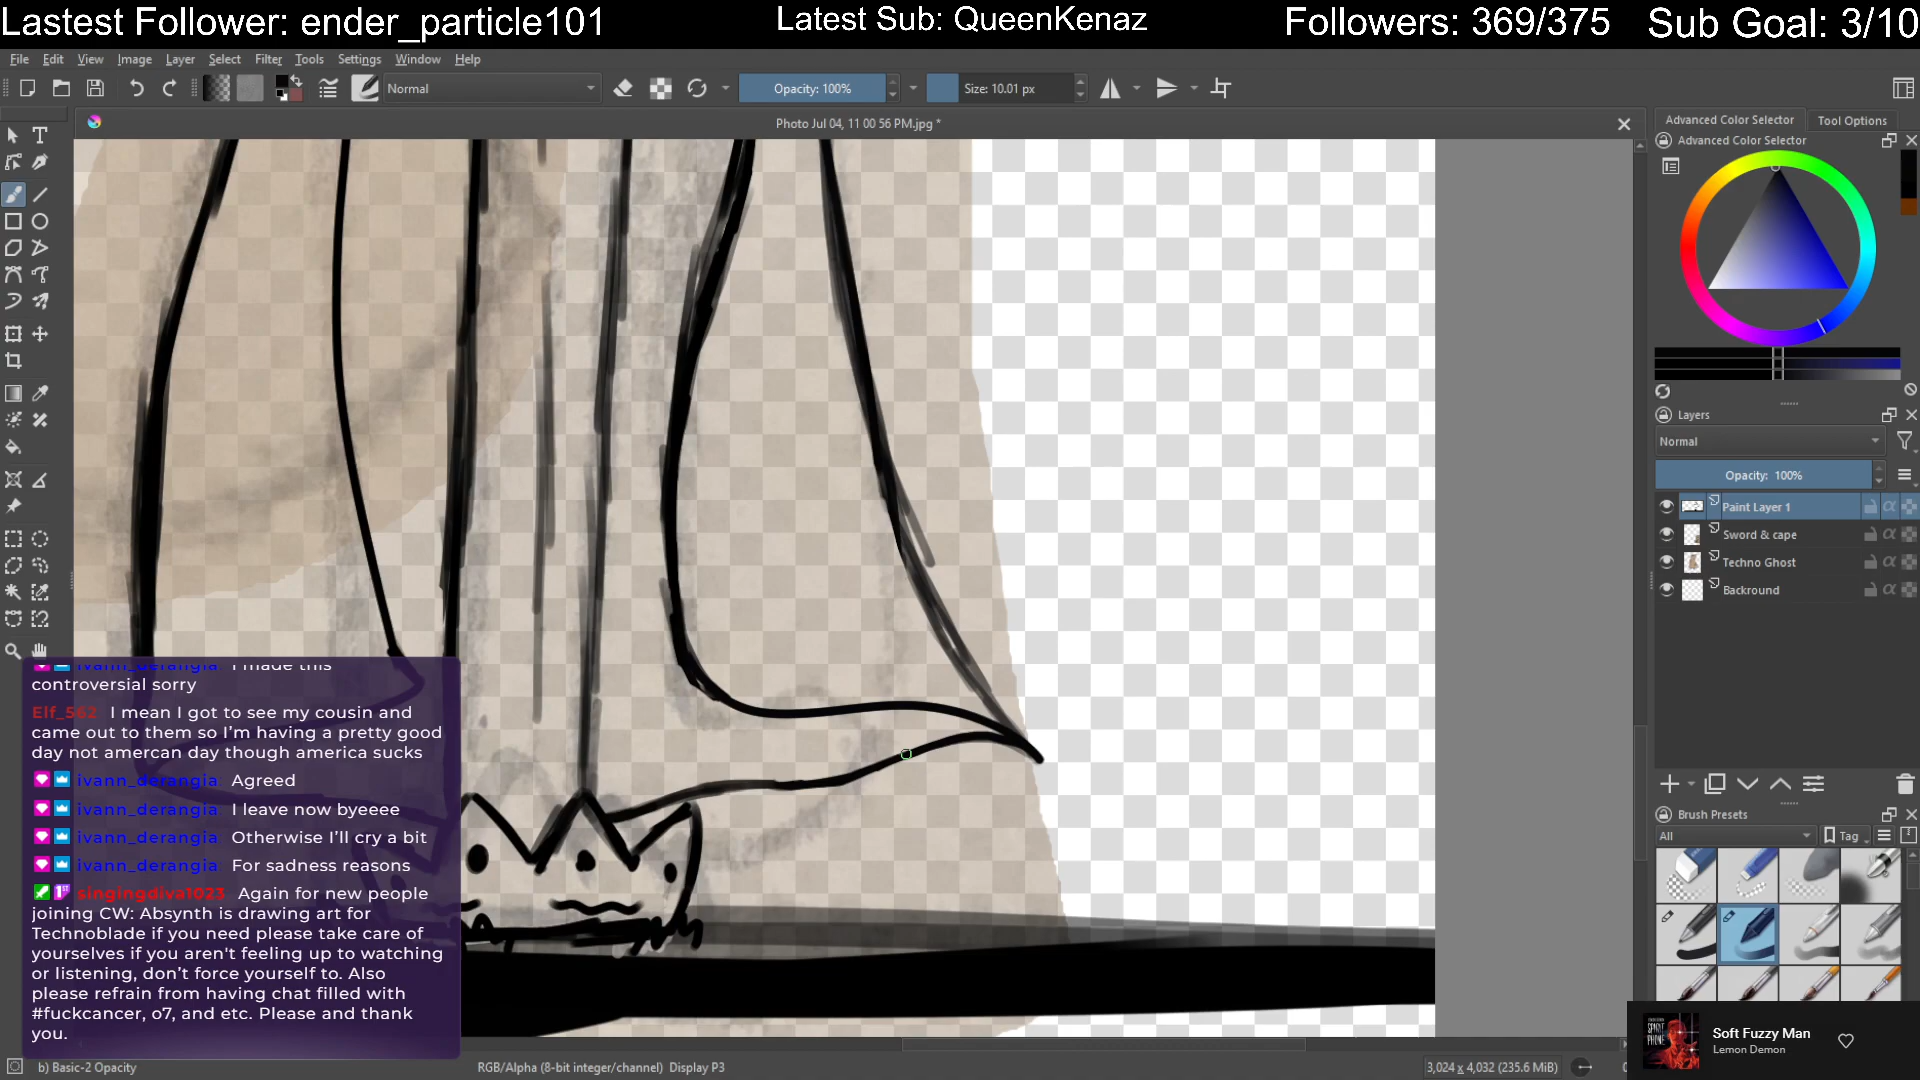 Lastest Follower: ender_particle101
Latest Sub: QueenKenaz
Followers: 369/375
Sub Goal: 3/10
File Edit View Image Layer Select Filter Tools Settings Window Help
Normal
Opacity: 100%
Size: 10.01 px
Photo Jul 04, 11 00 56 PM.jpg *
Advanced Color Selector
Tool Options
Advanced Color Selector
Layers
Normal
Opacity: 100%
Paint Layer 1
Sword & cape
Techno Ghost
Backround
Brush Presets
All
Tag
ivann_derangia: I made this
controversial sorry
Elf_562 I mean I got to see my cousin and
came out to them so I'm having a pretty good
day not amercan day though america sucks
ivann_derangia: Agreed
ivann_derangia: I leave now byeeee
ivann_derangia: Otherwise I'll cry a bit
ivann_derangia: For sadness reasons
singingdiva1023 Again for new people
joining CW: Absynth is drawing art for
Technoblade if you need please take care of
yourselves if you aren't feeling up to watching
or listening, don't force yourself to. Also
please refrain from having chat filled with
#fuckcancer, o7, and etc. Please and thank
you.
Soft Fuzzy Man
Lemon Demon
b) Basic-2 Opacity
RGB/Alpha (8-bit integer/channel) Display P3
3,024 x 4,032 (235.6 MiB)